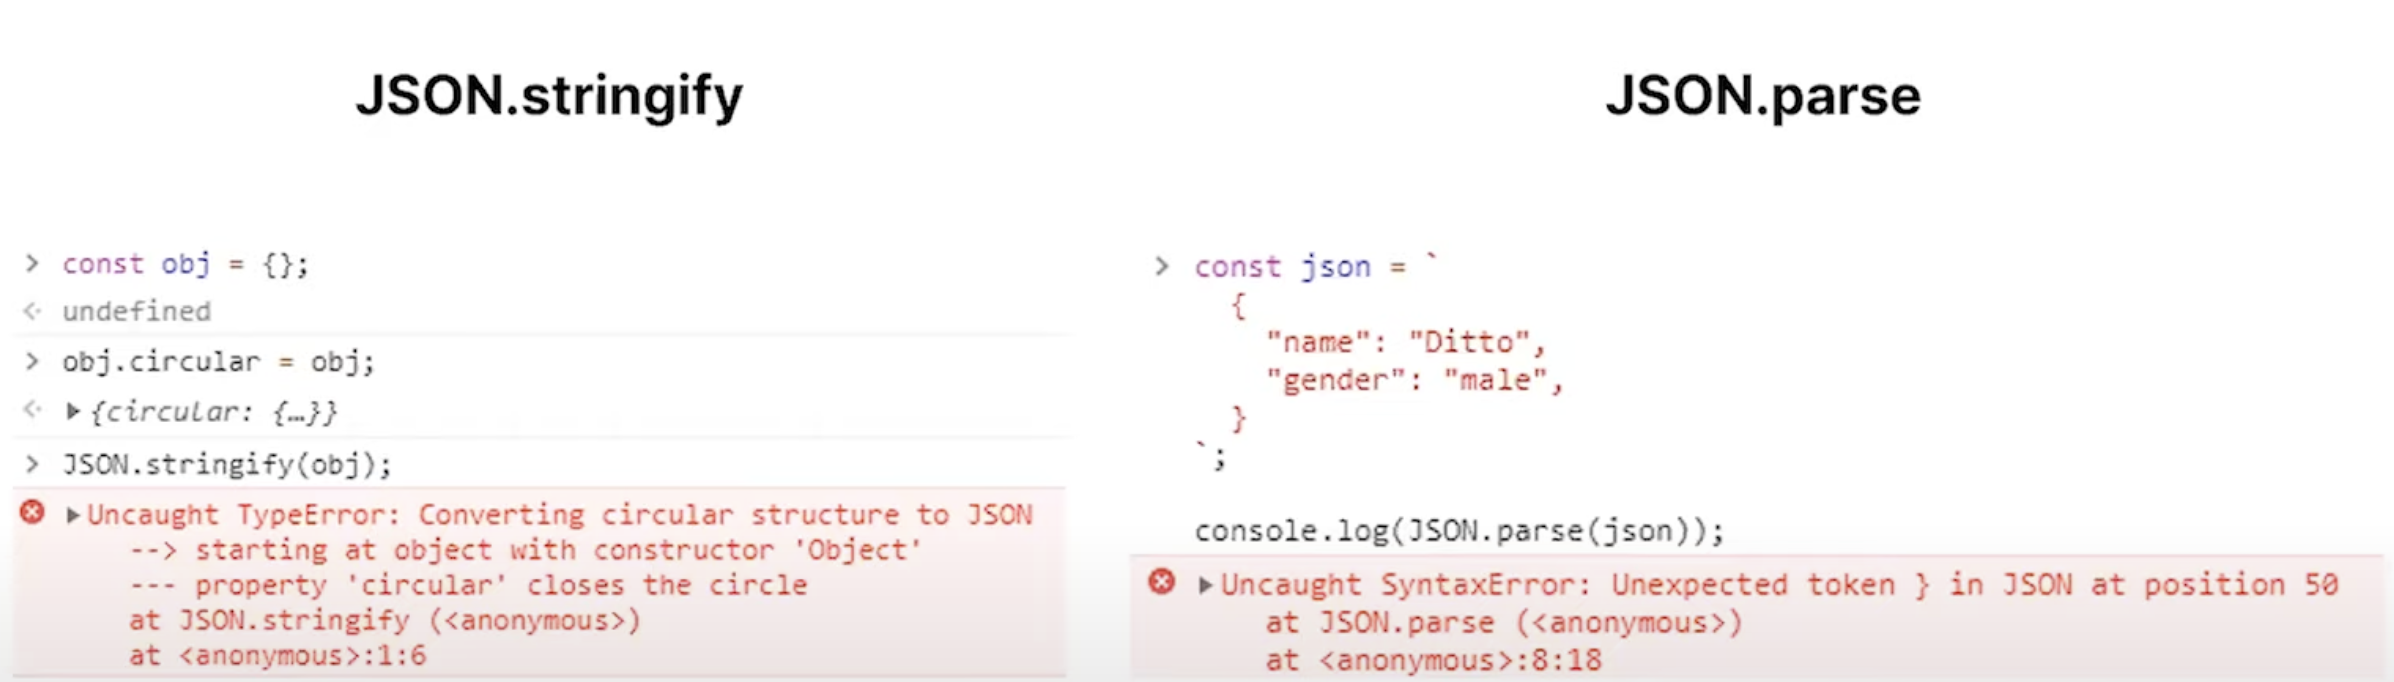 JSON.stringify
> const obj = {};
<· undefined
> obj.circular = obj;
<· ▶{circular: {…}}
> JSON.stringify(obj);
▶Uncaught TypeError: Converting circular structure to JSON
--> starting at object with constructor 'Object'
--- property 'circular' closes the circle
at JSON.stringify (<anonymous>)
at <anonymous>:1:6
JSON.parse
> const json = `
{
"name": "Ditto",
"gender": "male",
}
`;
console.log(JSON.parse(json));
▶Uncaught SyntaxError: Unexpected token } in JSON at position 50
at JSON.parse (<anonymous>)
at <anonymous>:8:18